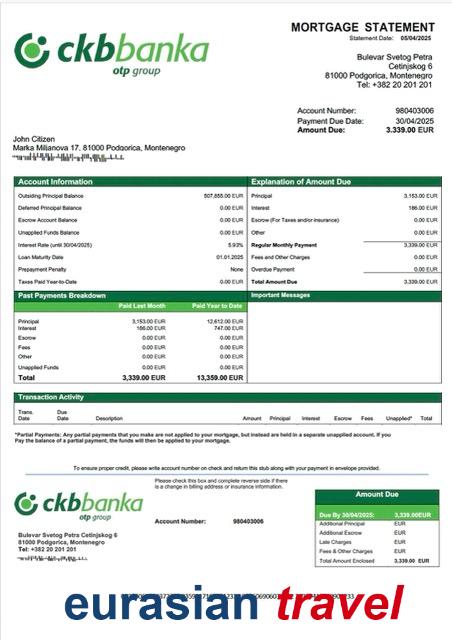 ckbbanka
otp group
MORTGAGE STATEMENT
Statement Date: 05/04/2025
Bulevar Svetog Petra
Cetinjskog 6
81000 Podgorica, Montenegro
Tel: +382 20 201 201
Account Number: 980403006
Payment Due Date: 30/04/2025
Amount Due: 3.339.00 EUR
John Citizen
Marka Miljanova 17, 81000 Podgorica, Montenegro
Account Information
Outsiding Principal Balance 507,855.00 EUR
Deferred Principal Balance 0.00 EUR
Escrow Account Balance 0.00 EUR
Unapplied Funds Balance 0.00 EUR
Interest Rate (until 30/04/2025) 5.93%
Loan Maturity Date 01.01.2025
Prepayment Penalty None
Taxes Paid Year-to-Date 0.00 EUR
Explanation of Amount Due
Principal 3,153.00 EUR
Interest 186.00 EUR
Escrow (For Taxes and/or insurance) 0.00 EUR
Other 0.00 EUR
Regular Monthly Payment 3,339.00 EUR
Fees and Other Charges 0.00 EUR
Overdue Payment 0.00 EUR
Total Amount Due 3,339.00 EUR
Past Payments Breakdown
Paid Last Month Paid Year to Date
Principal 3,153.00 EUR 12,612.00 EUR
Interest 186.00 EUR 747.00 EUR
Escrow 0.00 EUR 0.00 EUR
Fees 0.00 EUR 0.00 EUR
Other 0.00 EUR 0.00 EUR
Unapplied Funds 0.00 EUR 0.00 EUR
Total 3,339.00 EUR 13,359.00 EUR
Important Messages
Transaction Activity
Trans. Date Due Date Description Amount Principal Interest Escrow Fees Unapplied* Total
*Partial Payments: Any partial payments that you make are not applied to your mortgage, but instead are held in a separate unapplied account. If you
Pay the balance of a partial payment, the funds will then be applied to your mortgage.
To ensure proper credit, please write account number on check and return this stub along with your payment in envelope provided.
ckbbanka
otp group
Please check this box and complete reverse side if there
is a change in billing address or insurance information.
Account Number: 980403006
Bulevar Svetog Petra Cetinjskog 6
81000 Podgorica, Montenegro
Tel: +382 20 201 201
Amount Due
Due By 30/04/2025: 3,339.00EUR
Additional Principal EUR
Additional Escrow EUR
Late Charges EUR
Fees & Other Charges EUR
Total Amount Enclosed 3,339.00 EUR
eurasian travel